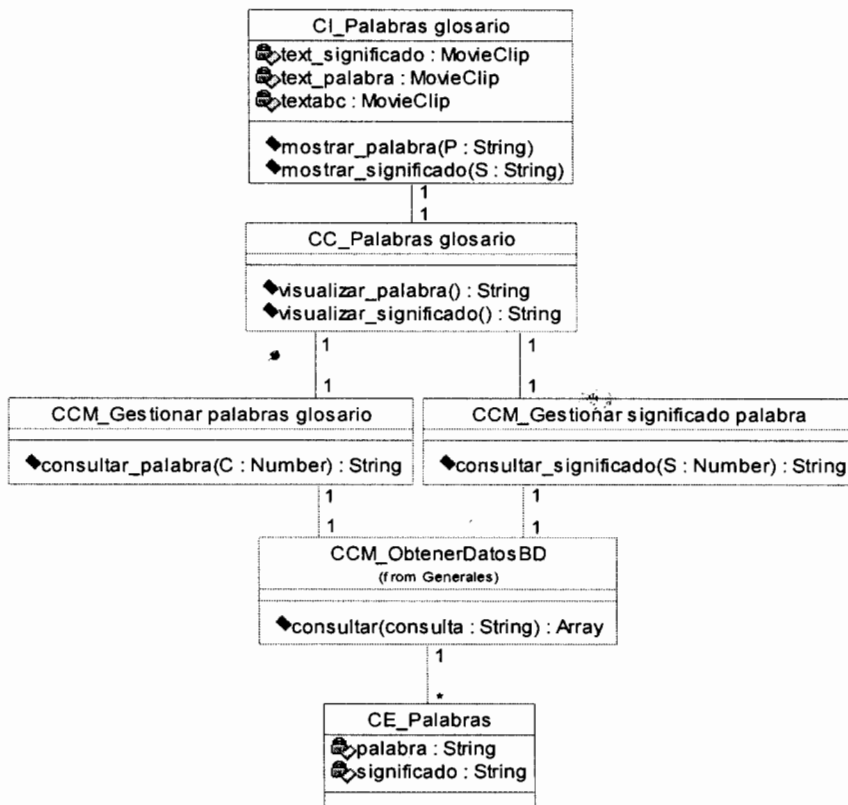 CI_Palabras glosario
text_significado : MovieClip
text_palabra : MovieClip
textabc : MovieClip
mostrar_palabra(P : String)
mostrar_significado(S : String)
1
1
CC_Palabras glosario
visualizar_palabra() : String
visualizar_significado() : String
1 1
1 1
CCM_Gestionar palabras glosario
consultar_palabra(C : Number) : String
CCM_Gestionar significado palabra
consultar_significado(S : Number) : String
1 1
1 1
CCM_ObtenerDatosBD
(from Generales)
consultar(consulta : String) : Array
1
*
CE_Palabras
palabra : String
significado : String